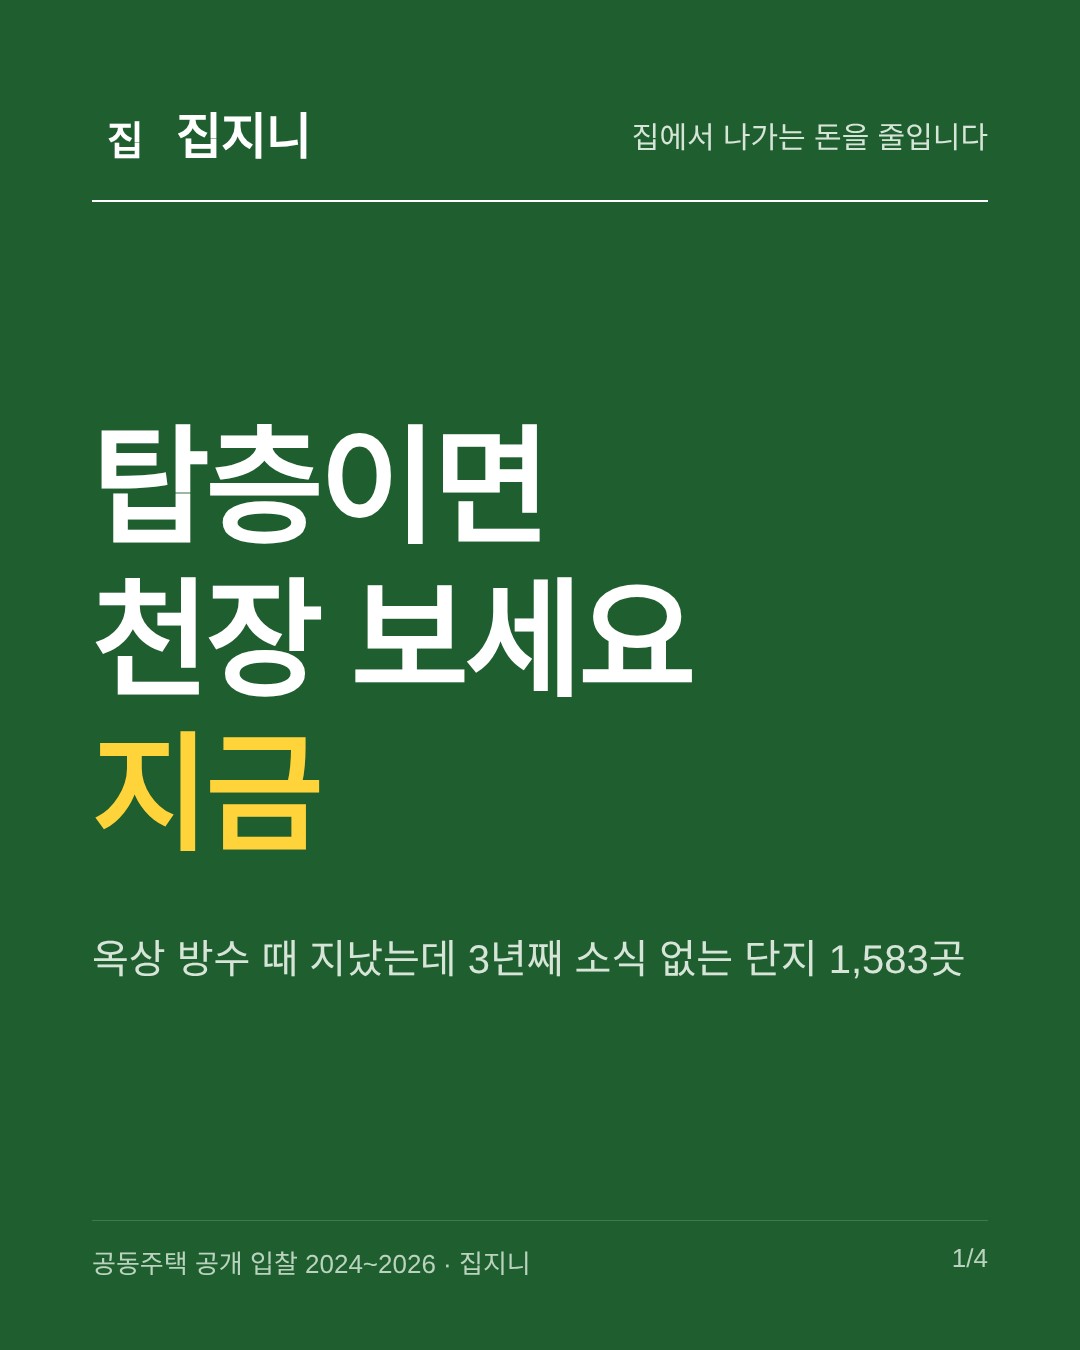 집 집지니
집에서 나가는 돈을 줄입니다
탑층이면
천장 보세요
지금
옥상 방수 때 지났는데 3년째 소식 없는 단지 1,583곳
공동주택 공개 입찰 2024~2026 · 집지니
1/4